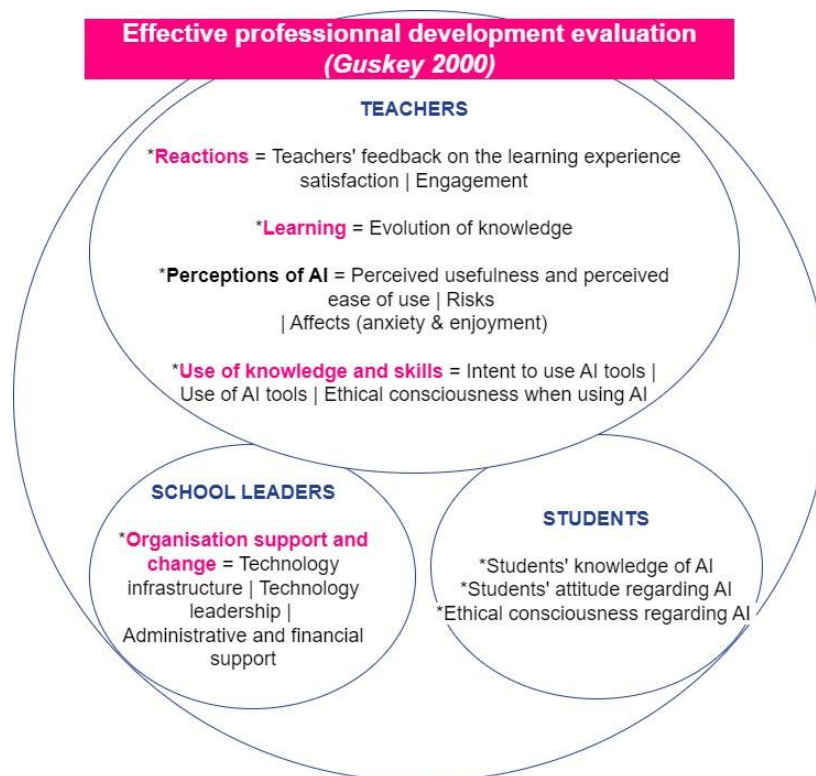 Effective professionnal development evaluation
(Guskey 2000)
TEACHERS
*Reactions = Teachers' feedback on the learning experience
satisfaction | Engagement
*Learning = Evolution of knowledge
*Perceptions of AI = Perceived usefulness and perceived
ease of use | Risks
| Affects (anxiety & enjoyment)
*Use of knowledge and skills = Intent to use AI tools |
Use of AI tools | Ethical consciousness when using AI
SCHOOL LEADERS
*Organisation support and
change = Technology
infrastructure | Technology
leadership |
Administrative and financial
support
STUDENTS
*Students' knowledge of AI
*Students' attitude regarding AI
*Ethical consciousness regarding AI